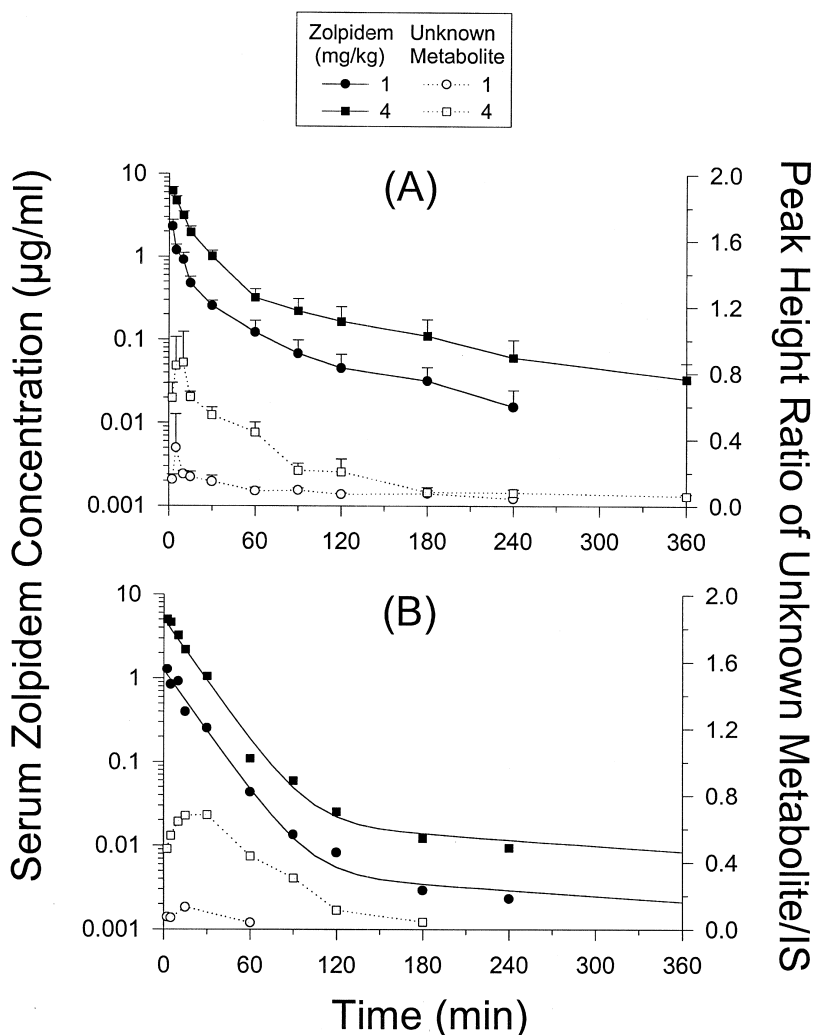 Zolpidem Unknown
(mg/kg) Metabolite
1 1
4 4
Serum Zolpidem Concentration (µg/ml)
Peak Height Ratio of Unknown Metabolite/IS
(A)
10
1
0.1
0.01
0.001
2.0
1.6
1.2
0.8
0.4
0.0
0 60 120 180 240 300 360
(B)
10
1
0.1
0.01
0.001
2.0
1.6
1.2
0.8
0.4
0.0
0 60 120 180 240 300 360
Time (min)